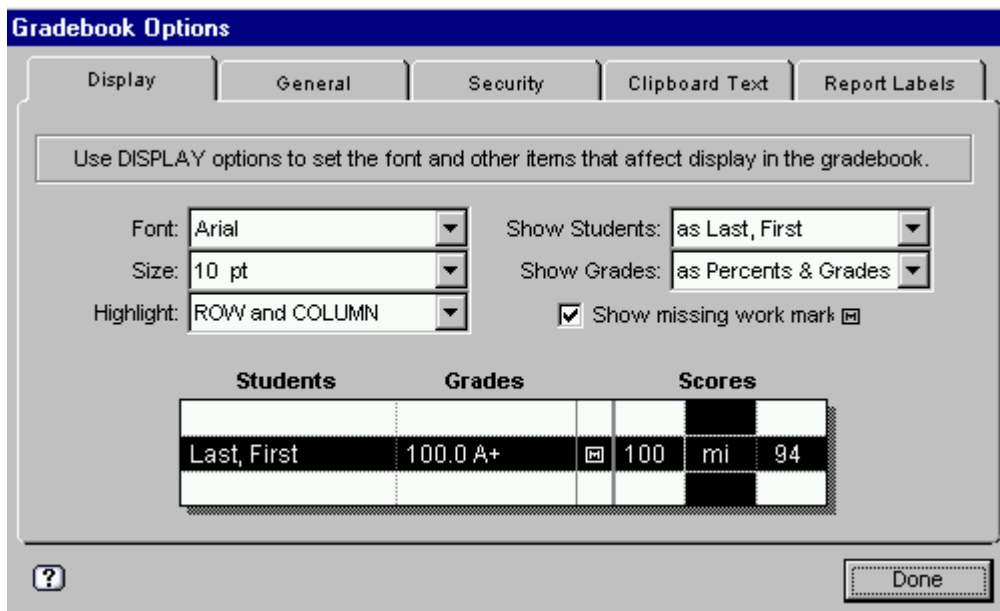 Gradebook Options
Display General Security Clipboard Text Report Labels
Use DISPLAY options to set the font and other items that affect display in the gradebook.
Font: Arial Show Students: as Last, First
Size: 10 pt Show Grades: as Percents & Grades
Highlight: ROW and COLUMN Show missing work mark M
Students Grades Scores
Last, First 100.0 A+ M 100 mi 94
? Done